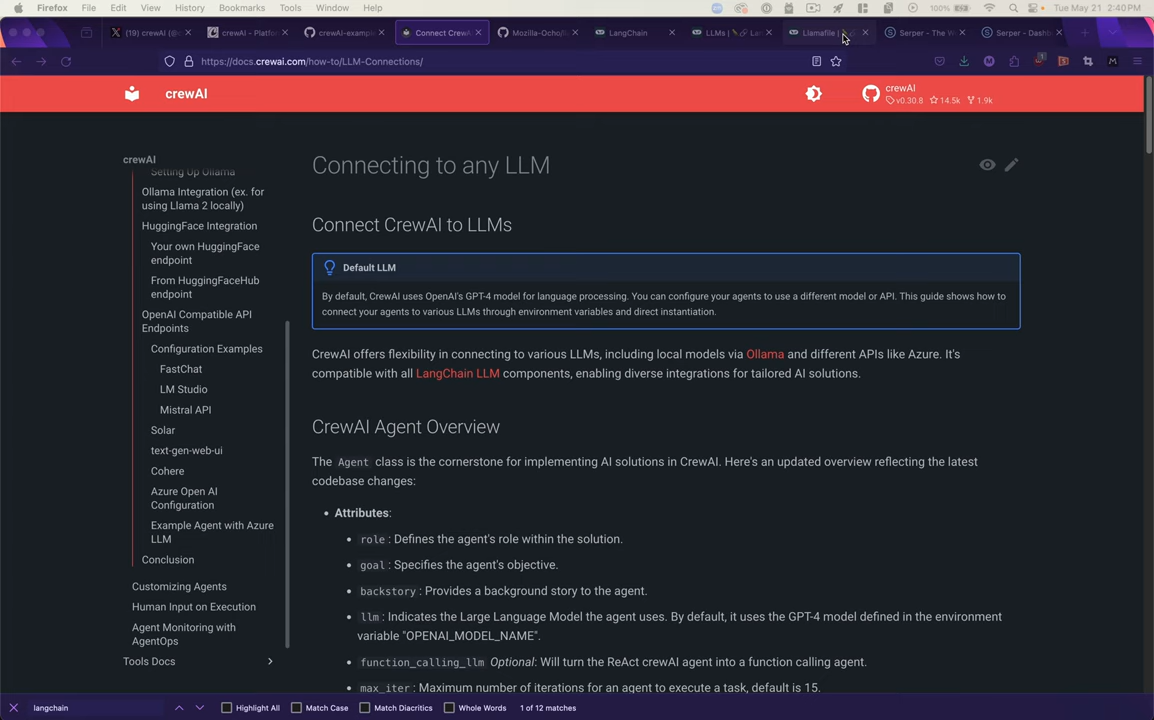 Firefox File Edit View History Bookmarks Tools Window Help 100% Tue May 21 2:40 PM
(19) crewAI (@ crewAI - Platfo crewAI-example Connect CrewA Mozilla-Ocho/ll LangChain LLMs | Lan Llamafile | Serper - The W Serper - Dashb
https://docs.crewai.com/how-to/LLM-Connections/
crewAI
crewAI
v0.30.8 14.5k 1.9k
crewAI
Setting Up Ollama
Ollama Integration (ex. for
using Llama 2 locally)
HuggingFace Integration
Your own HuggingFace
endpoint
From HuggingFaceHub
endpoint
OpenAI Compatible API
Endpoints
Configuration Examples
FastChat
LM Studio
Mistral API
Solar
text-gen-web-ui
Cohere
Azure Open AI
Configuration
Example Agent with Azure
LLM
Conclusion
Customizing Agents
Human Input on Execution
Agent Monitoring with
AgentOps
Tools Docs
Connecting to any LLM
Connect CrewAI to LLMs
Default LLM
By default, CrewAI uses OpenAI's GPT-4 model for language processing. You can configure your agents to use a different model or API. This guide shows how to
connect your agents to various LLMs through environment variables and direct instantiation.
CrewAI offers flexibility in connecting to various LLMs, including local models via Ollama and different APIs like Azure. It's
compatible with all LangChain LLM components, enabling diverse integrations for tailored AI solutions.
CrewAI Agent Overview
The Agent class is the cornerstone for implementing AI solutions in CrewAI. Here's an updated overview reflecting the latest
codebase changes:
• Attributes:
• role : Defines the agent's role within the solution.
• goal : Specifies the agent's objective.
• backstory : Provides a background story to the agent.
• llm : Indicates the Large Language Model the agent uses. By default, it uses the GPT-4 model defined in the environment
variable "OPENAI_MODEL_NAME".
• function_calling_llm Optional: Will turn the ReAct crewAI agent into a function calling agent.
• max_iter : Maximum number of iterations for an agent to execute a task, default is 15.
langchain Highlight All Match Case Match Diacritics Whole Words 1 of 12 matches